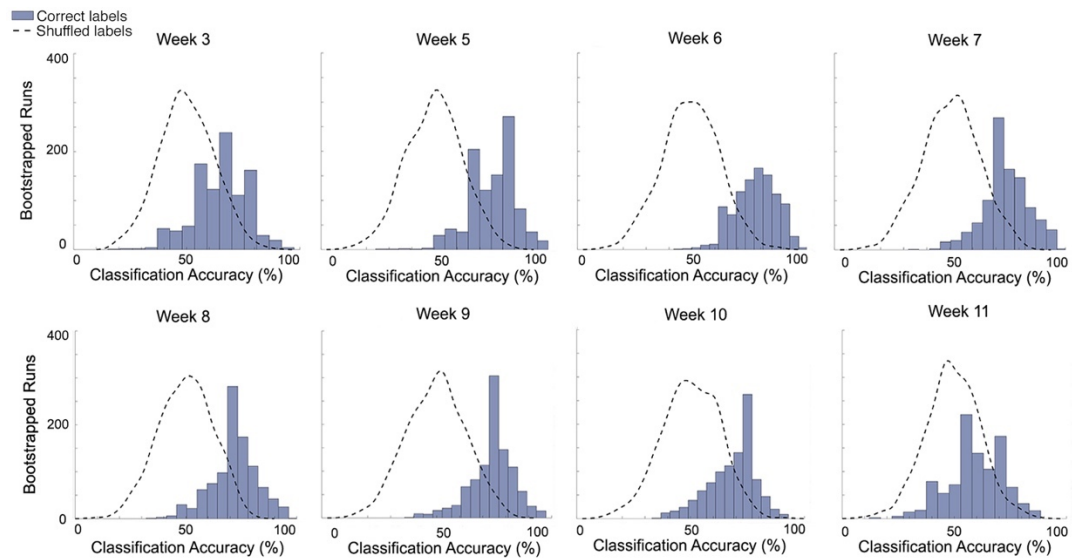 Correct labels
Shuffled labels
Week 3
Week 5
Week 6
Week 7
400
200
0
Bootstrapped Runs
50 100
0 50 100
0 50 100
0 50 100
Classification Accuracy (%)
Classification Accuracy (%)
Classification Accuracy (%)
Classification Accuracy (%)
Week 8
Week 9
Week 10
Week 11
400
200
0
Bootstrapped Runs
0 50 100
0 50 100
0 50 100
0 50 100
Classification Accuracy (%)
Classification Accuracy (%)
Classification Accuracy (%)
Classification Accuracy (%)